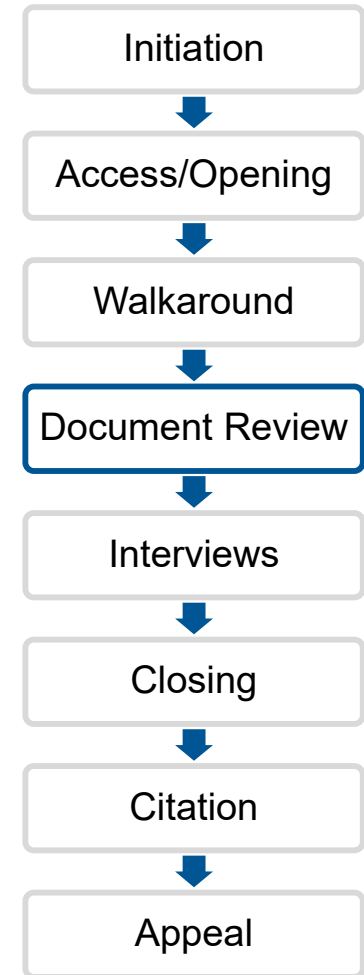 Initiation
Access/Opening
Walkaround
Document Review
Interviews
Closing
Citation
Appeal